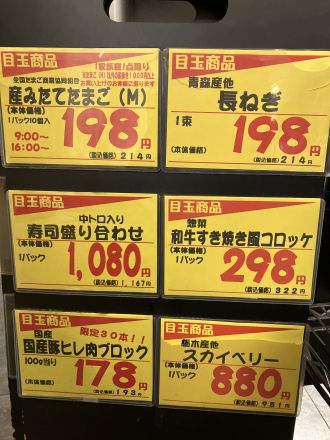 目玉商品
1家族様1点限り
全国たまご商業協同組合
産みたてたまご(M)
(本体価格)
1パック10個入
9:00〜
16:00〜
198円
(税込価格) 214円
目玉商品
青森産他
長ねぎ
1束
198円
(本体価格)
(税込価格) 214円
目玉商品
中トロ入り
寿司盛り合わせ
(本体価格)
1パック
1,080円
(税込価格) 1,167円
目玉商品
惣菜
和牛すき焼き風コロッケ
(本体価格)
1パック
298円
(税込価格) 322円
目玉商品
限定30本!!
国産
国産豚ヒレ肉ブロック
100g当り
178円
(本体価格)
(税込価格) 193円
目玉商品
栃木産他
スカイベリー
(本体価格)
1パック
880円
(税込価格) 951円